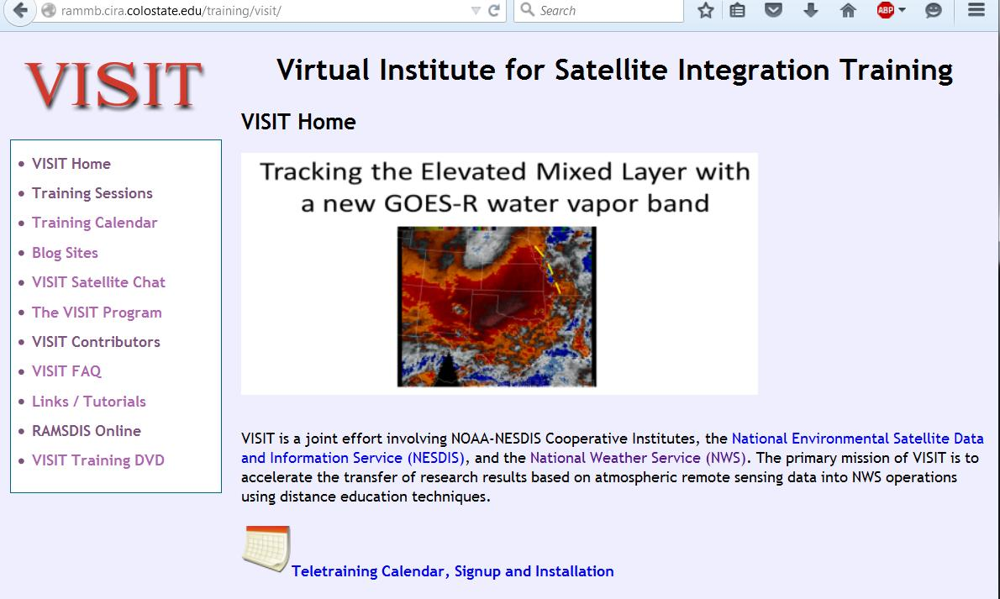 rammb.cira.colostate.edu/training/visit/
Search
ABP
VISIT
Virtual Institute for Satellite Integration Training
VISIT Home
• VISIT Home
• Training Sessions
• Training Calendar
• Blog Sites
• VISIT Satellite Chat
• The VISIT Program
• VISIT Contributors
• VISIT FAQ
• Links / Tutorials
• RAMSDIS Online
• VISIT Training DVD
Tracking the Elevated Mixed Layer with
a new GOES-R water vapor band
VISIT is a joint effort involving NOAA-NESDIS Cooperative Institutes, the National Environmental Satellite Data
and Information Service (NESDIS), and the National Weather Service (NWS). The primary mission of VISIT is to
accelerate the transfer of research results based on atmospheric remote sensing data into NWS operations
using distance education techniques.
Teletraining Calendar, Signup and Installation